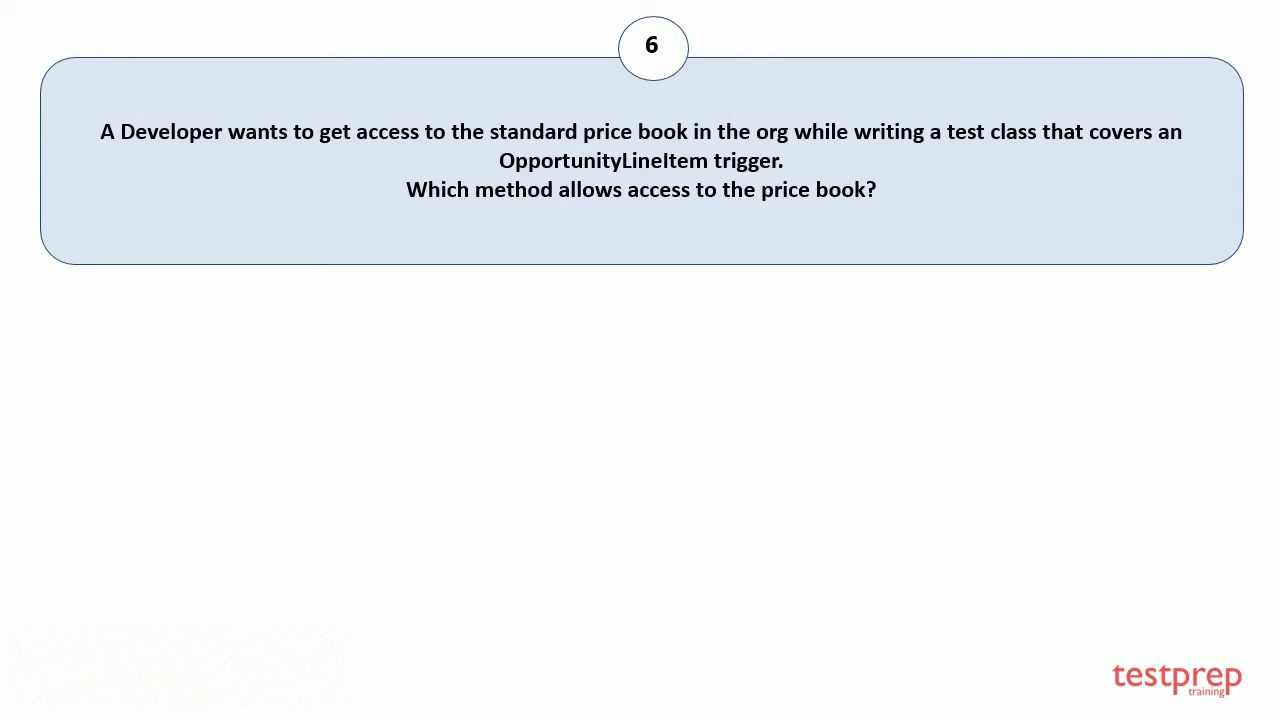 6
A Developer wants to get access to the standard price book in the org while writing a test class that covers an
OpportunityLineItem trigger.
Which method allows access to the price book?
testprep
training